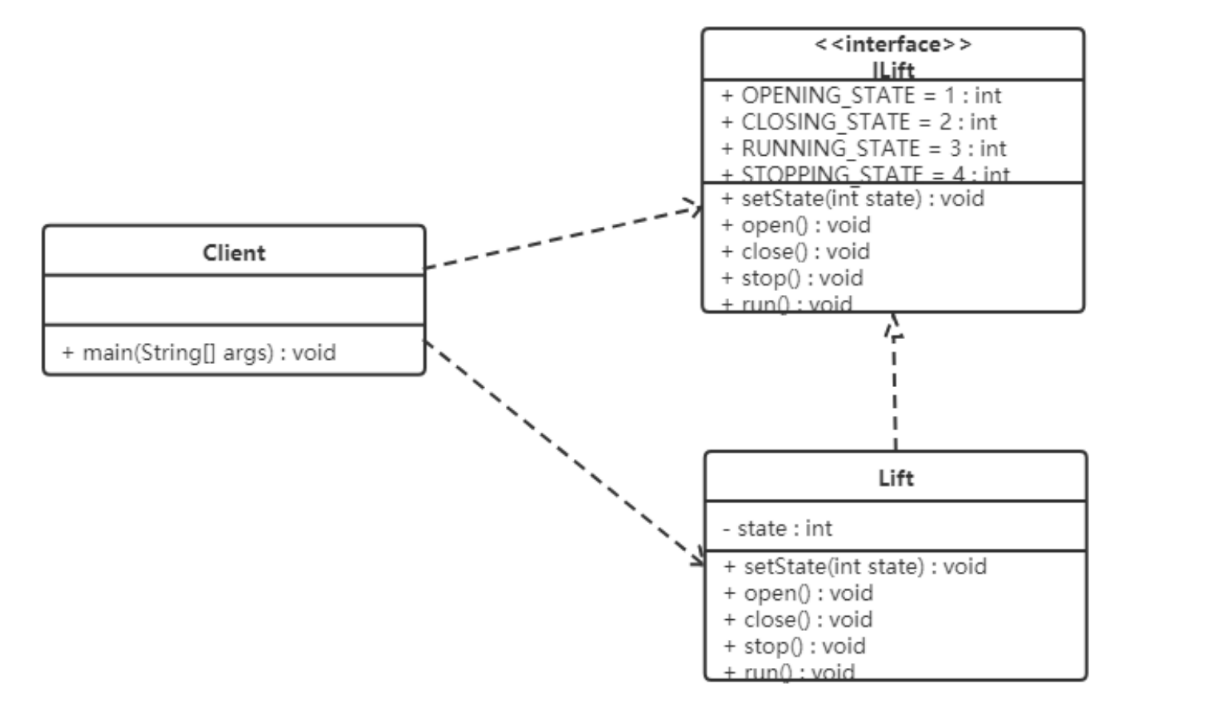 <<interface>>
ILift
+ OPENING_STATE = 1 : int
+ CLOSING_STATE = 2 : int
+ RUNNING_STATE = 3 : int
+ STOPPING_STATE = 4 : int
+ setState(int state) : void
+ open() : void
+ close() : void
+ stop() : void
+ run() : void
Client
+ main(String[] args) : void
Lift
- state : int
+ setState(int state) : void
+ open() : void
+ close() : void
+ stop() : void
+ run() : void